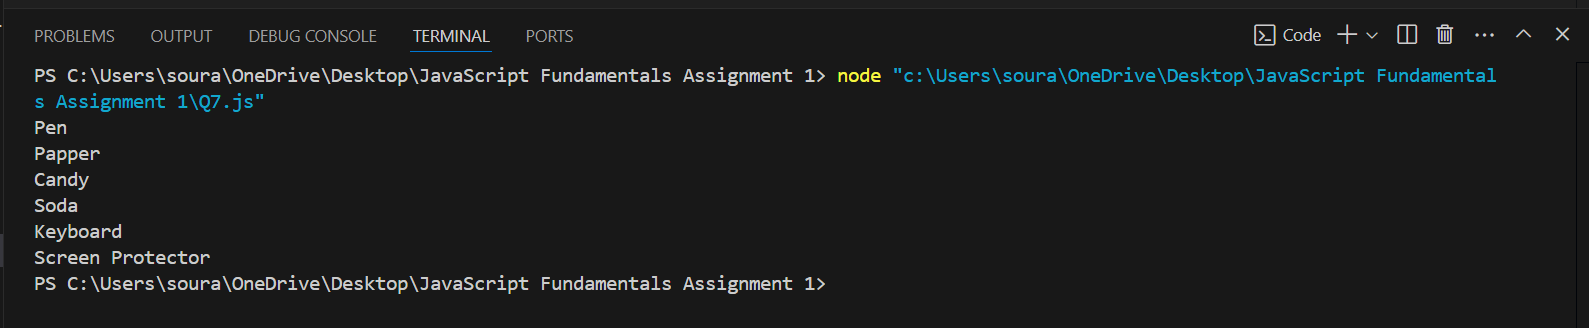 PROBLEMS OUTPUT DEBUG CONSOLE TERMINAL PORTS Code
PS C:\Users\soura\OneDrive\Desktop\JavaScript Fundamentals Assignment 1> node "c:\Users\soura\OneDrive\Desktop\JavaScript Fundamental
s Assignment 1\Q7.js"
Pen
Papper
Candy
Soda
Keyboard
Screen Protector
PS C:\Users\soura\OneDrive\Desktop\JavaScript Fundamentals Assignment 1>